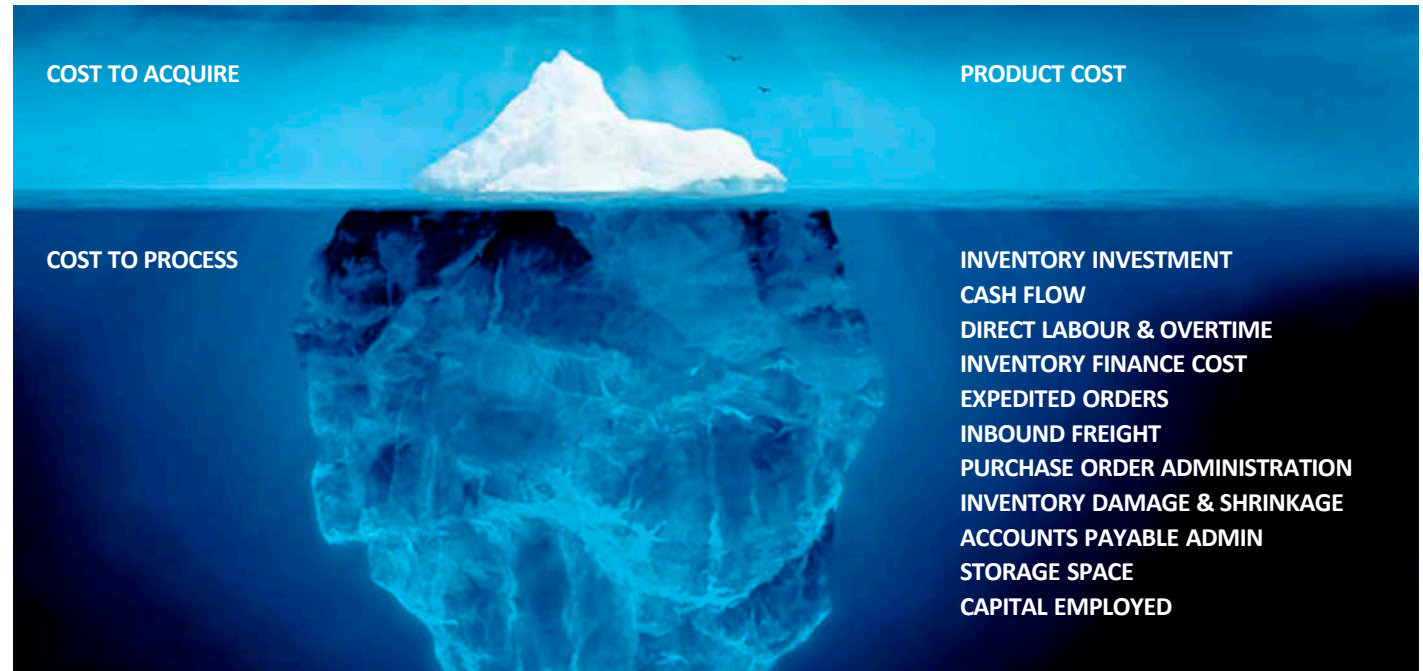 COST TO ACQUIRE
PRODUCT COST
COST TO PROCESS
INVENTORY INVESTMENT
CASH FLOW
DIRECT LABOUR & OVERTIME
INVENTORY FINANCE COST
EXPEDITED ORDERS
INBOUND FREIGHT
PURCHASE ORDER ADMINISTRATION
INVENTORY DAMAGE & SHRINKAGE
ACCOUNTS PAYABLE ADMIN
STORAGE SPACE
CAPITAL EMPLOYED